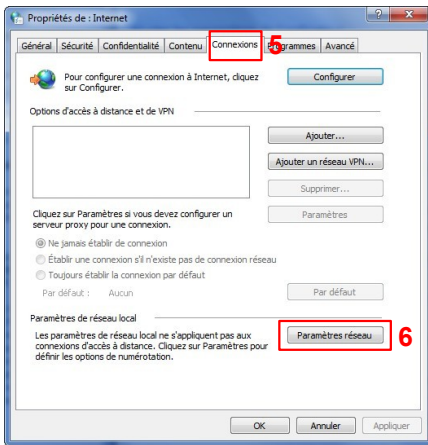 Propriétés de : Internet
Général Sécurité Confidentialité Contenu Connexions 5 Programmes Avancé
Pour configurer une connexion à Internet, cliquez
sur Configurer.
Configurer
Options d'accès à distance et de VPN
Ajouter...
Ajouter un réseau VPN...
Supprimer...
Cliquez sur Paramètres si vous devez configurer un
serveur proxy pour une connexion.
Paramètres
Ne jamais établir de connexion
Établir une connexion s'il n'existe pas de connexion réseau
Toujours établir la connexion par défaut
Par défaut : Aucun
Par défaut
Paramètres de réseau local
Les paramètres de réseau local ne s'appliquent pas aux
connexions d'accès à distance. Cliquez sur Paramètres pour
définir les options de numérotation.
Paramètres réseau 6
OK Annuler Appliquer